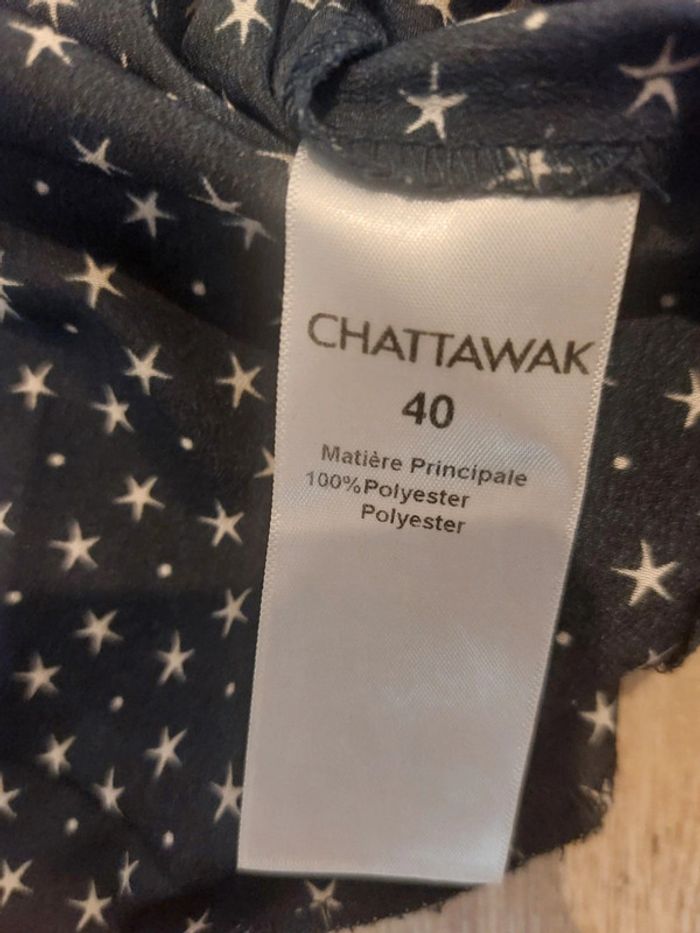 CHATTAWAK
40
Matière Principale
100%Polyester
Polyester